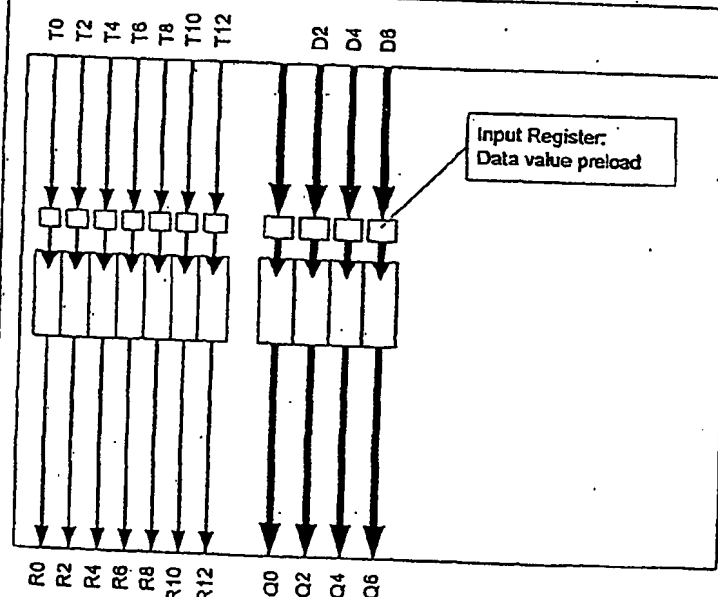 T0
T2
T4
T6
T8
T10
T12
D2
D4
D6
Input Register:
Data value preload
R0
R2
R4
R6
R8
R10
R12
Q0
Q2
Q4
Q6